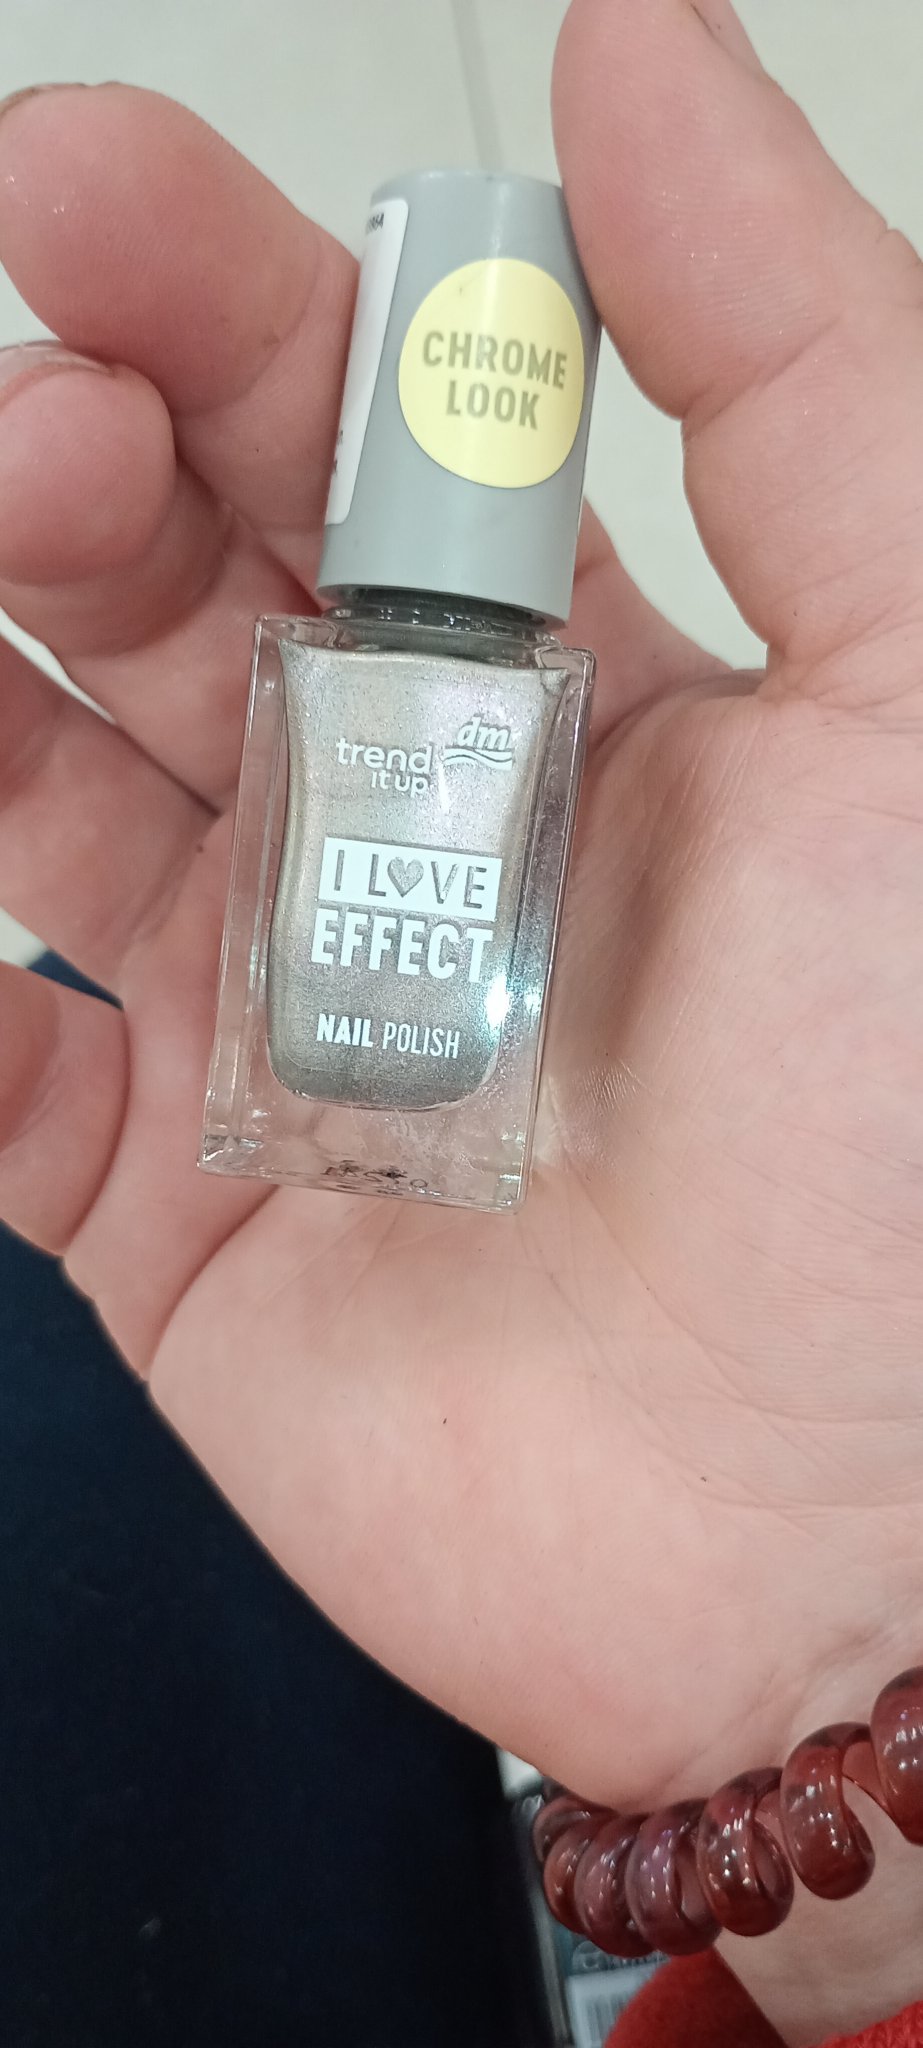 CHROME
LOOK
trend
it up
dm
I LOVE
EFFECT
NAIL POLISH